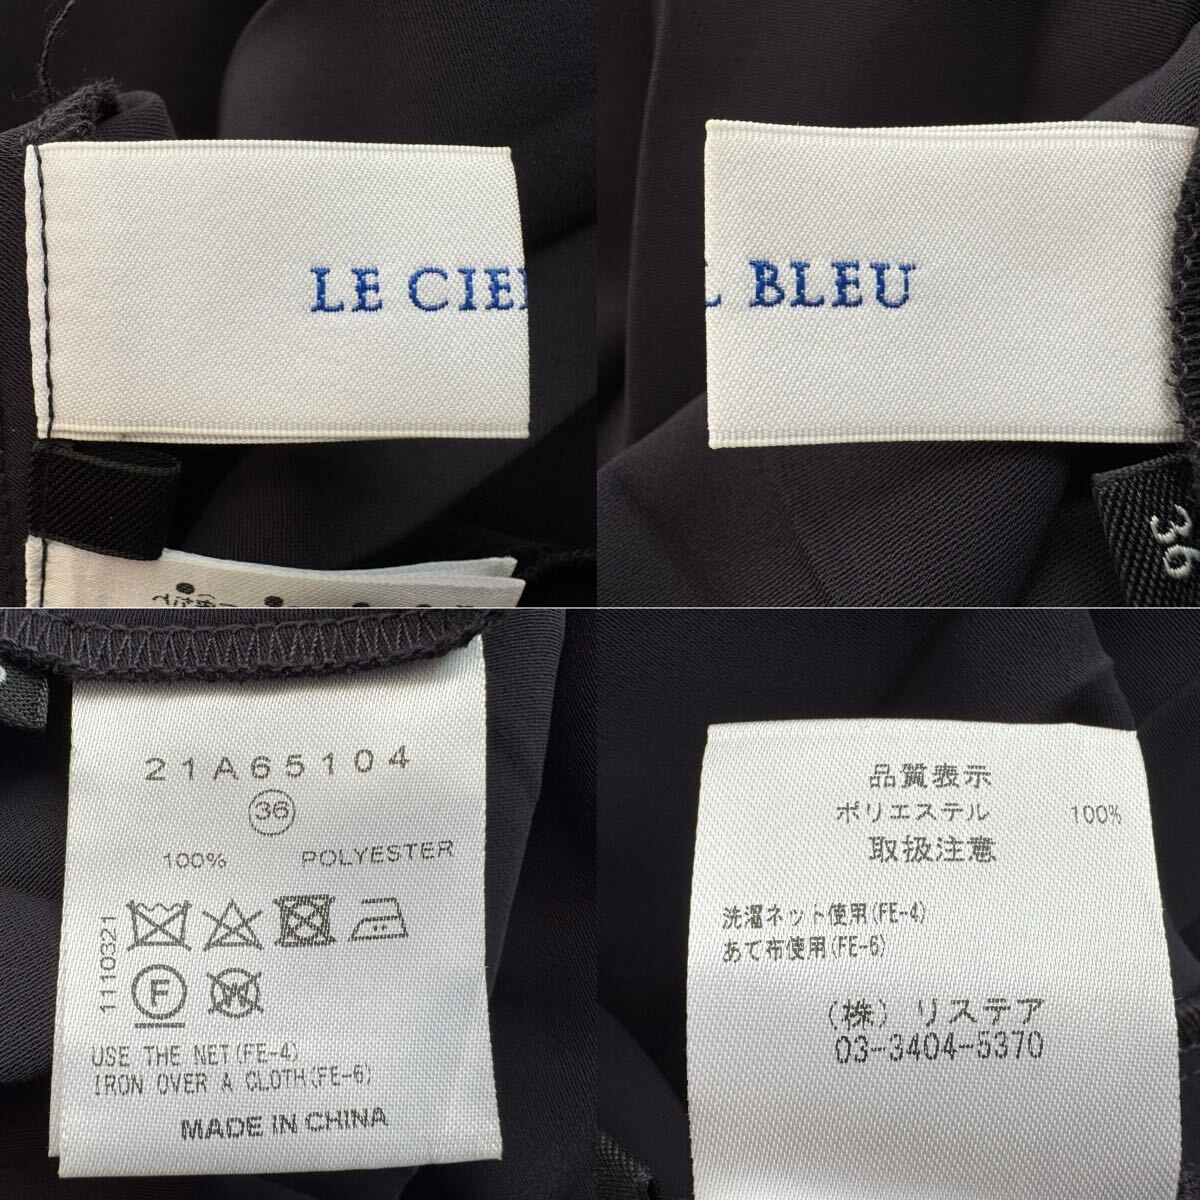 LE CIEL
L BLEU
36
21A65104
36
100% POLYESTER
1110321
F
W
USE THE NET(FE-4)
IRON OVER A CLOTH(FE-6)
MADE IN CHINA
品質表示
ポリエステル 100%
取扱注意
洗濯ネット使用(FE-4)
あて布使用(FE-6)
(株) リステア
03-3404-5370